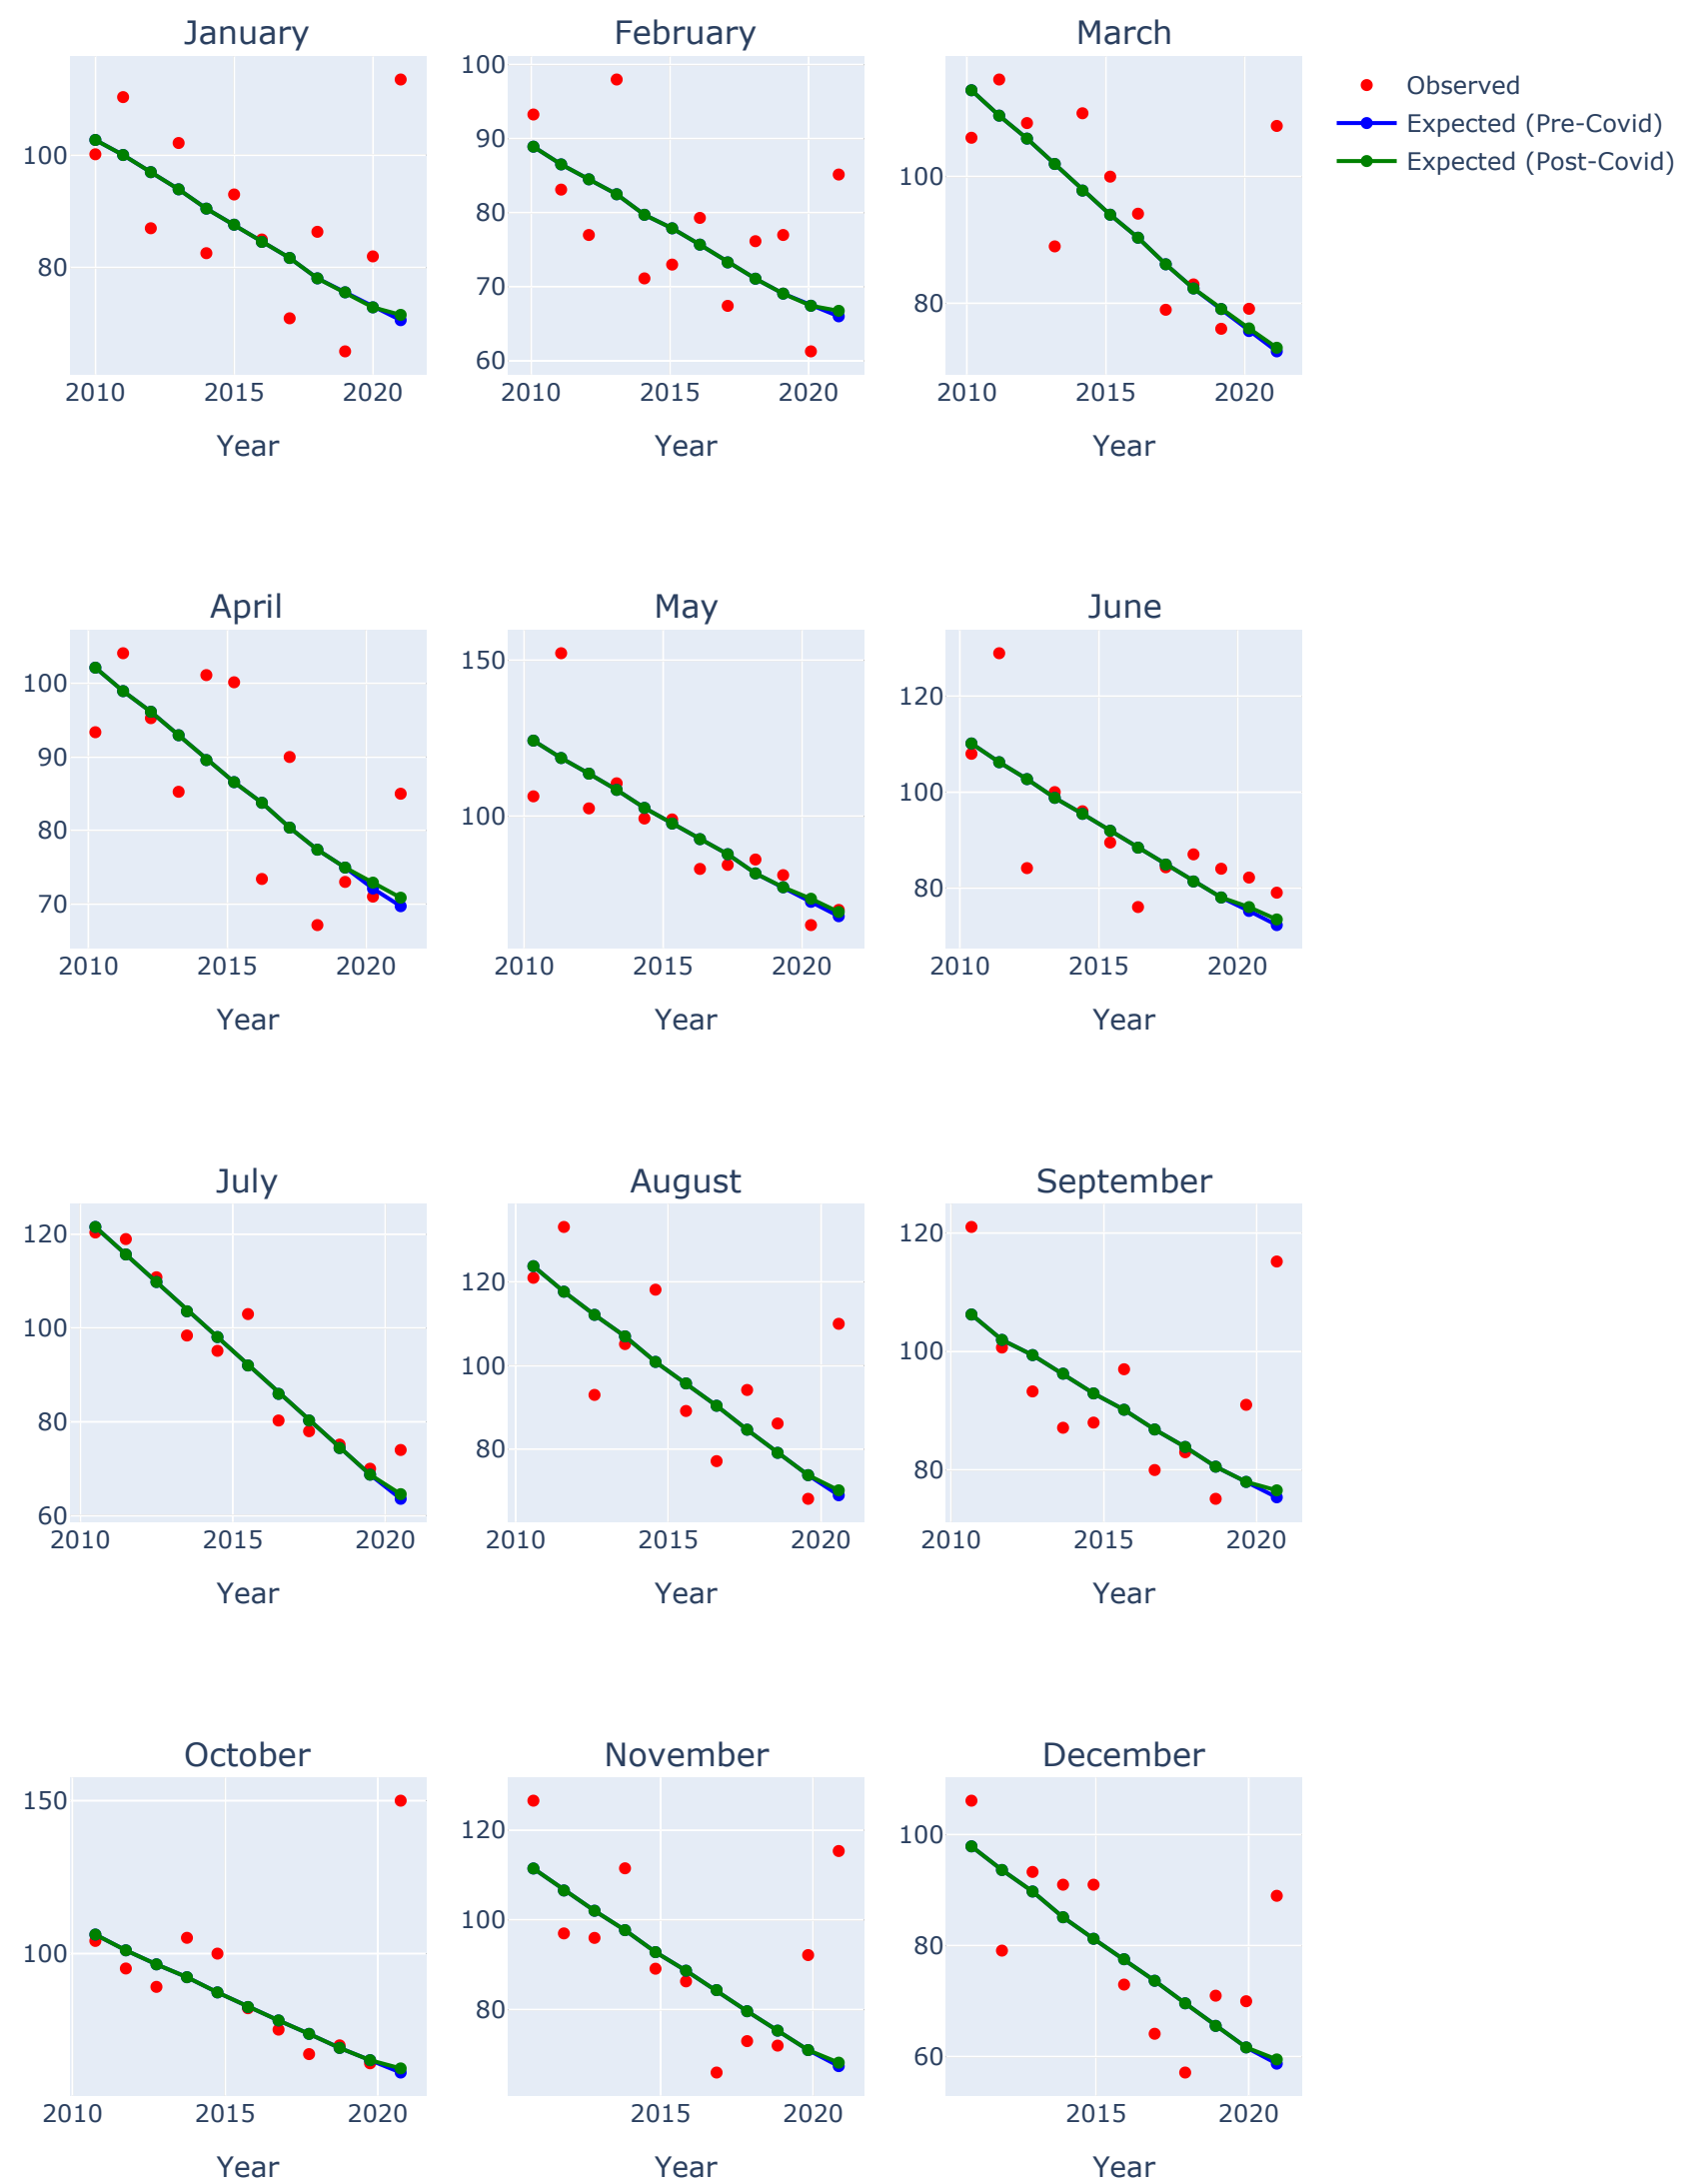 January
February
March
100
80
2010
2015
2020
Year
100
90
80
70
60
2010
2015
2020
Year
100
80
2010
2015
2020
Year
Observed
Expected (Pre-Covid)
Expected (Post-Covid)
April
May
June
100
90
80
70
2010
2015
2020
Year
150
100
2010
2015
2020
Year
120
100
80
2010
2015
2020
Year
July
August
September
120
100
80
60
2010
2015
2020
Year
120
100
80
2010
2015
2020
Year
120
100
80
2010
2015
2020
Year
October
November
December
150
100
2010
2015
2020
Year
120
100
80
2015
2020
Year
100
80
60
2015
2020
Year